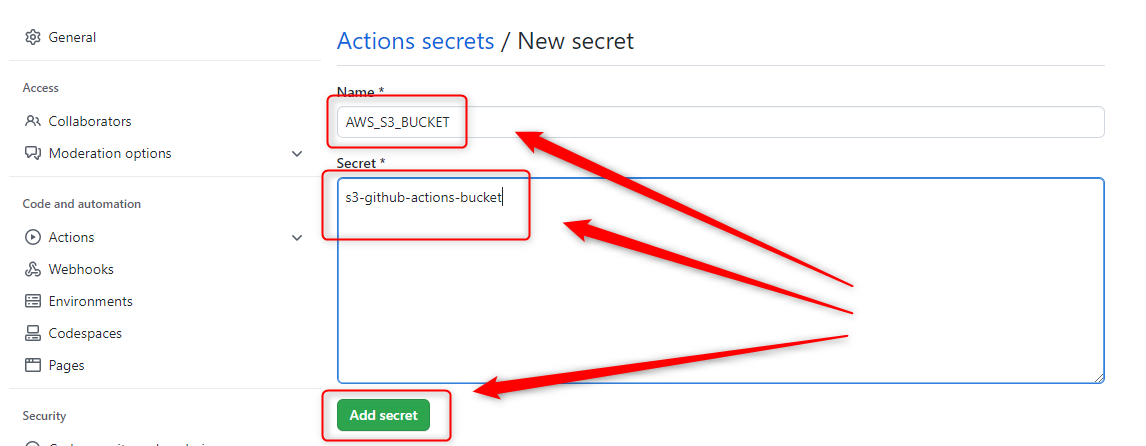 General
Access
Collaborators
Moderation options
Code and automation
Actions
Webhooks
Environments
Codespaces
Pages
Security
Actions secrets / New secret
Name *
AWS_S3_BUCKET
Secret *
s3-github-actions-bucket
Add secret